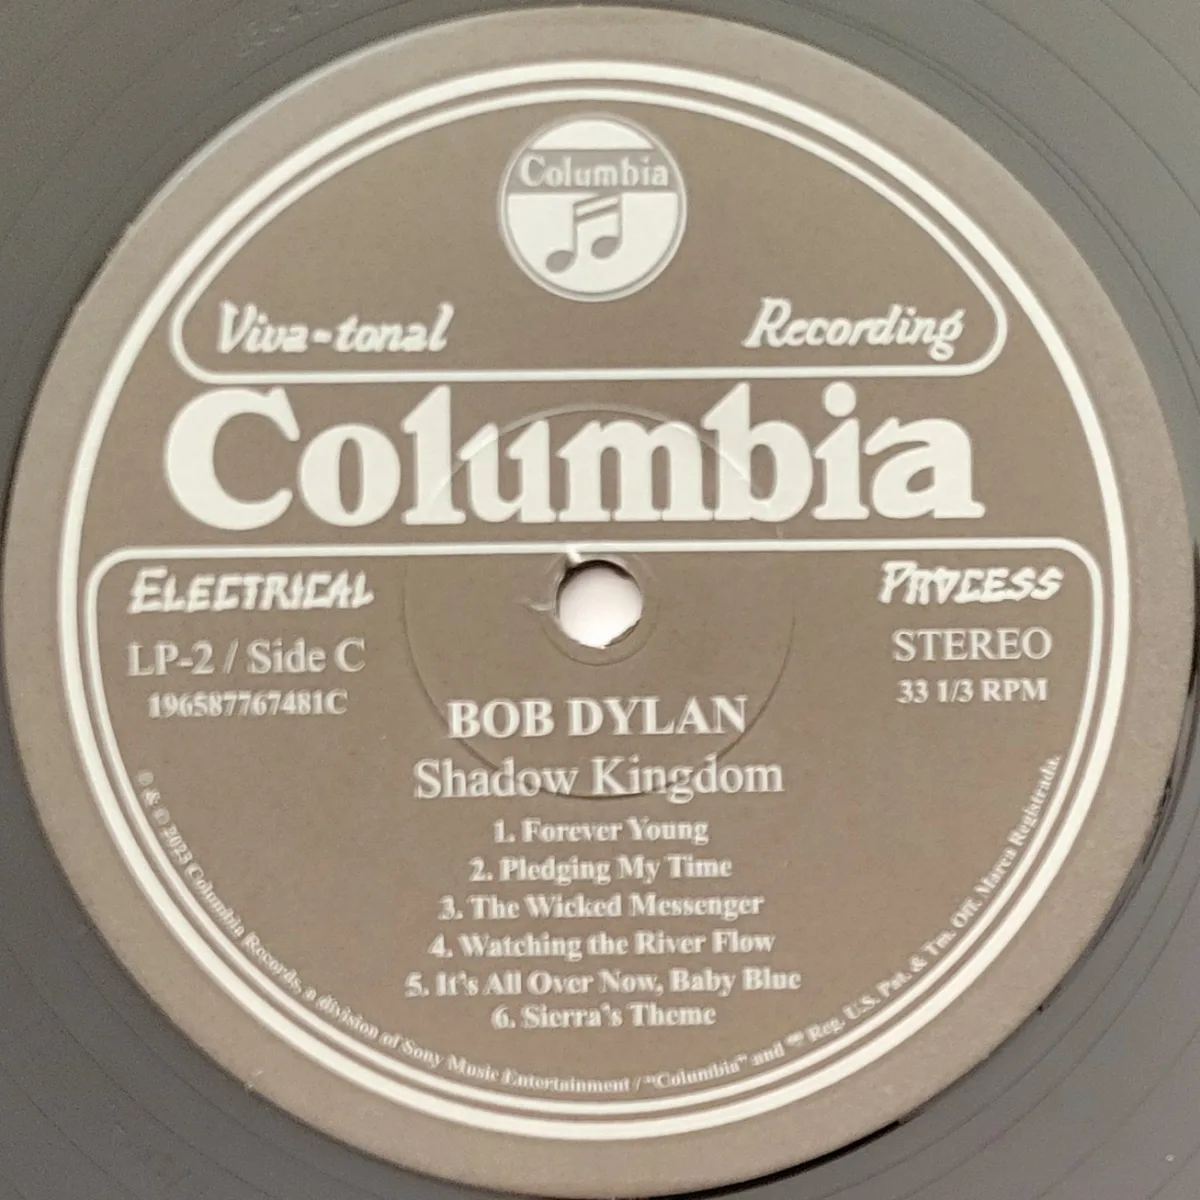 Columbia
Viva-tonal Recording
Columbia
ELECTRICAL PROCESS
LP-2 / Side C STEREO
196587767481C 33 1/3 RPM
BOB DYLAN
Shadow Kingdom
1. Forever Young
2. Pledging My Time
3. The Wicked Messenger
4. Watching the River Flow
5. It's All Over Now, Baby Blue
6. Sierra's Theme
℗ & © 2023 Columbia Records, a division of Sony Music Entertainment / "Columbia" and Reg. U.S. Pat. & Tm. Off. Marca Registrada.